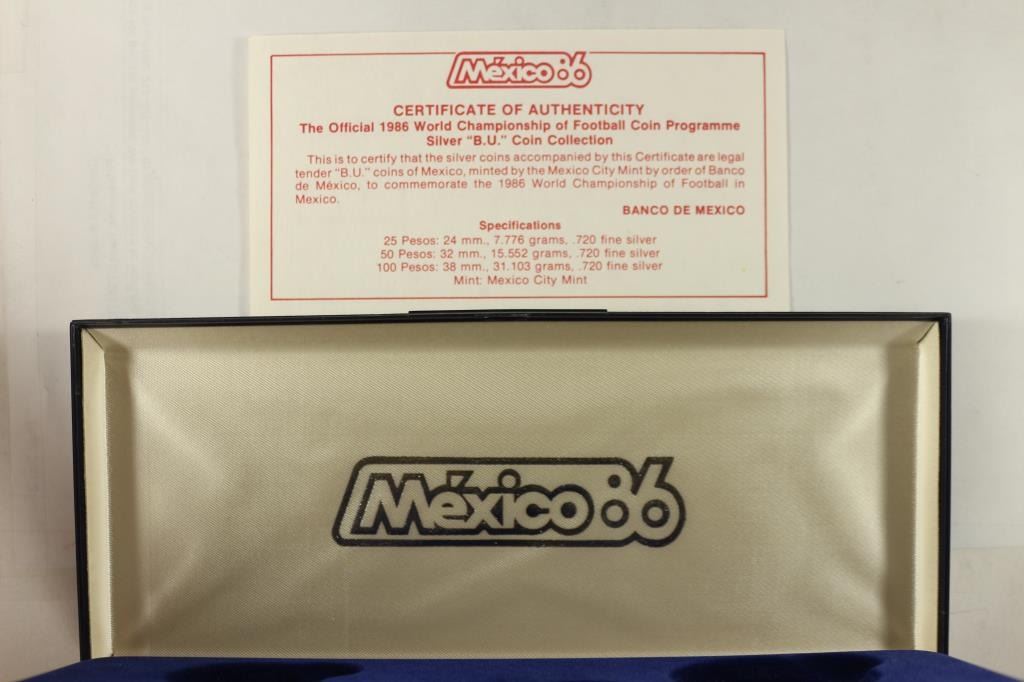 México 86
CERTIFICATE OF AUTHENTICITY
The Official 1986 World Championship of Football Coin Programme
Silver "B.U." Coin Collection
This is to certify that the silver coins accompanied by this Certificate are legal
tender "B.U." coins of Mexico, minted by the Mexico City Mint by order of Banco
de México, to commemorate the 1986 World Championship of Football in
Mexico.
BANCO DE MEXICO
Specifications
25 Pesos: 24 mm., 7.776 grams, .720 fine silver
50 Pesos: 32 mm., 15.552 grams, .720 fine silver
100 Pesos: 38 mm., 31.103 grams, .720 fine silver
Mint: Mexico City Mint
México 86